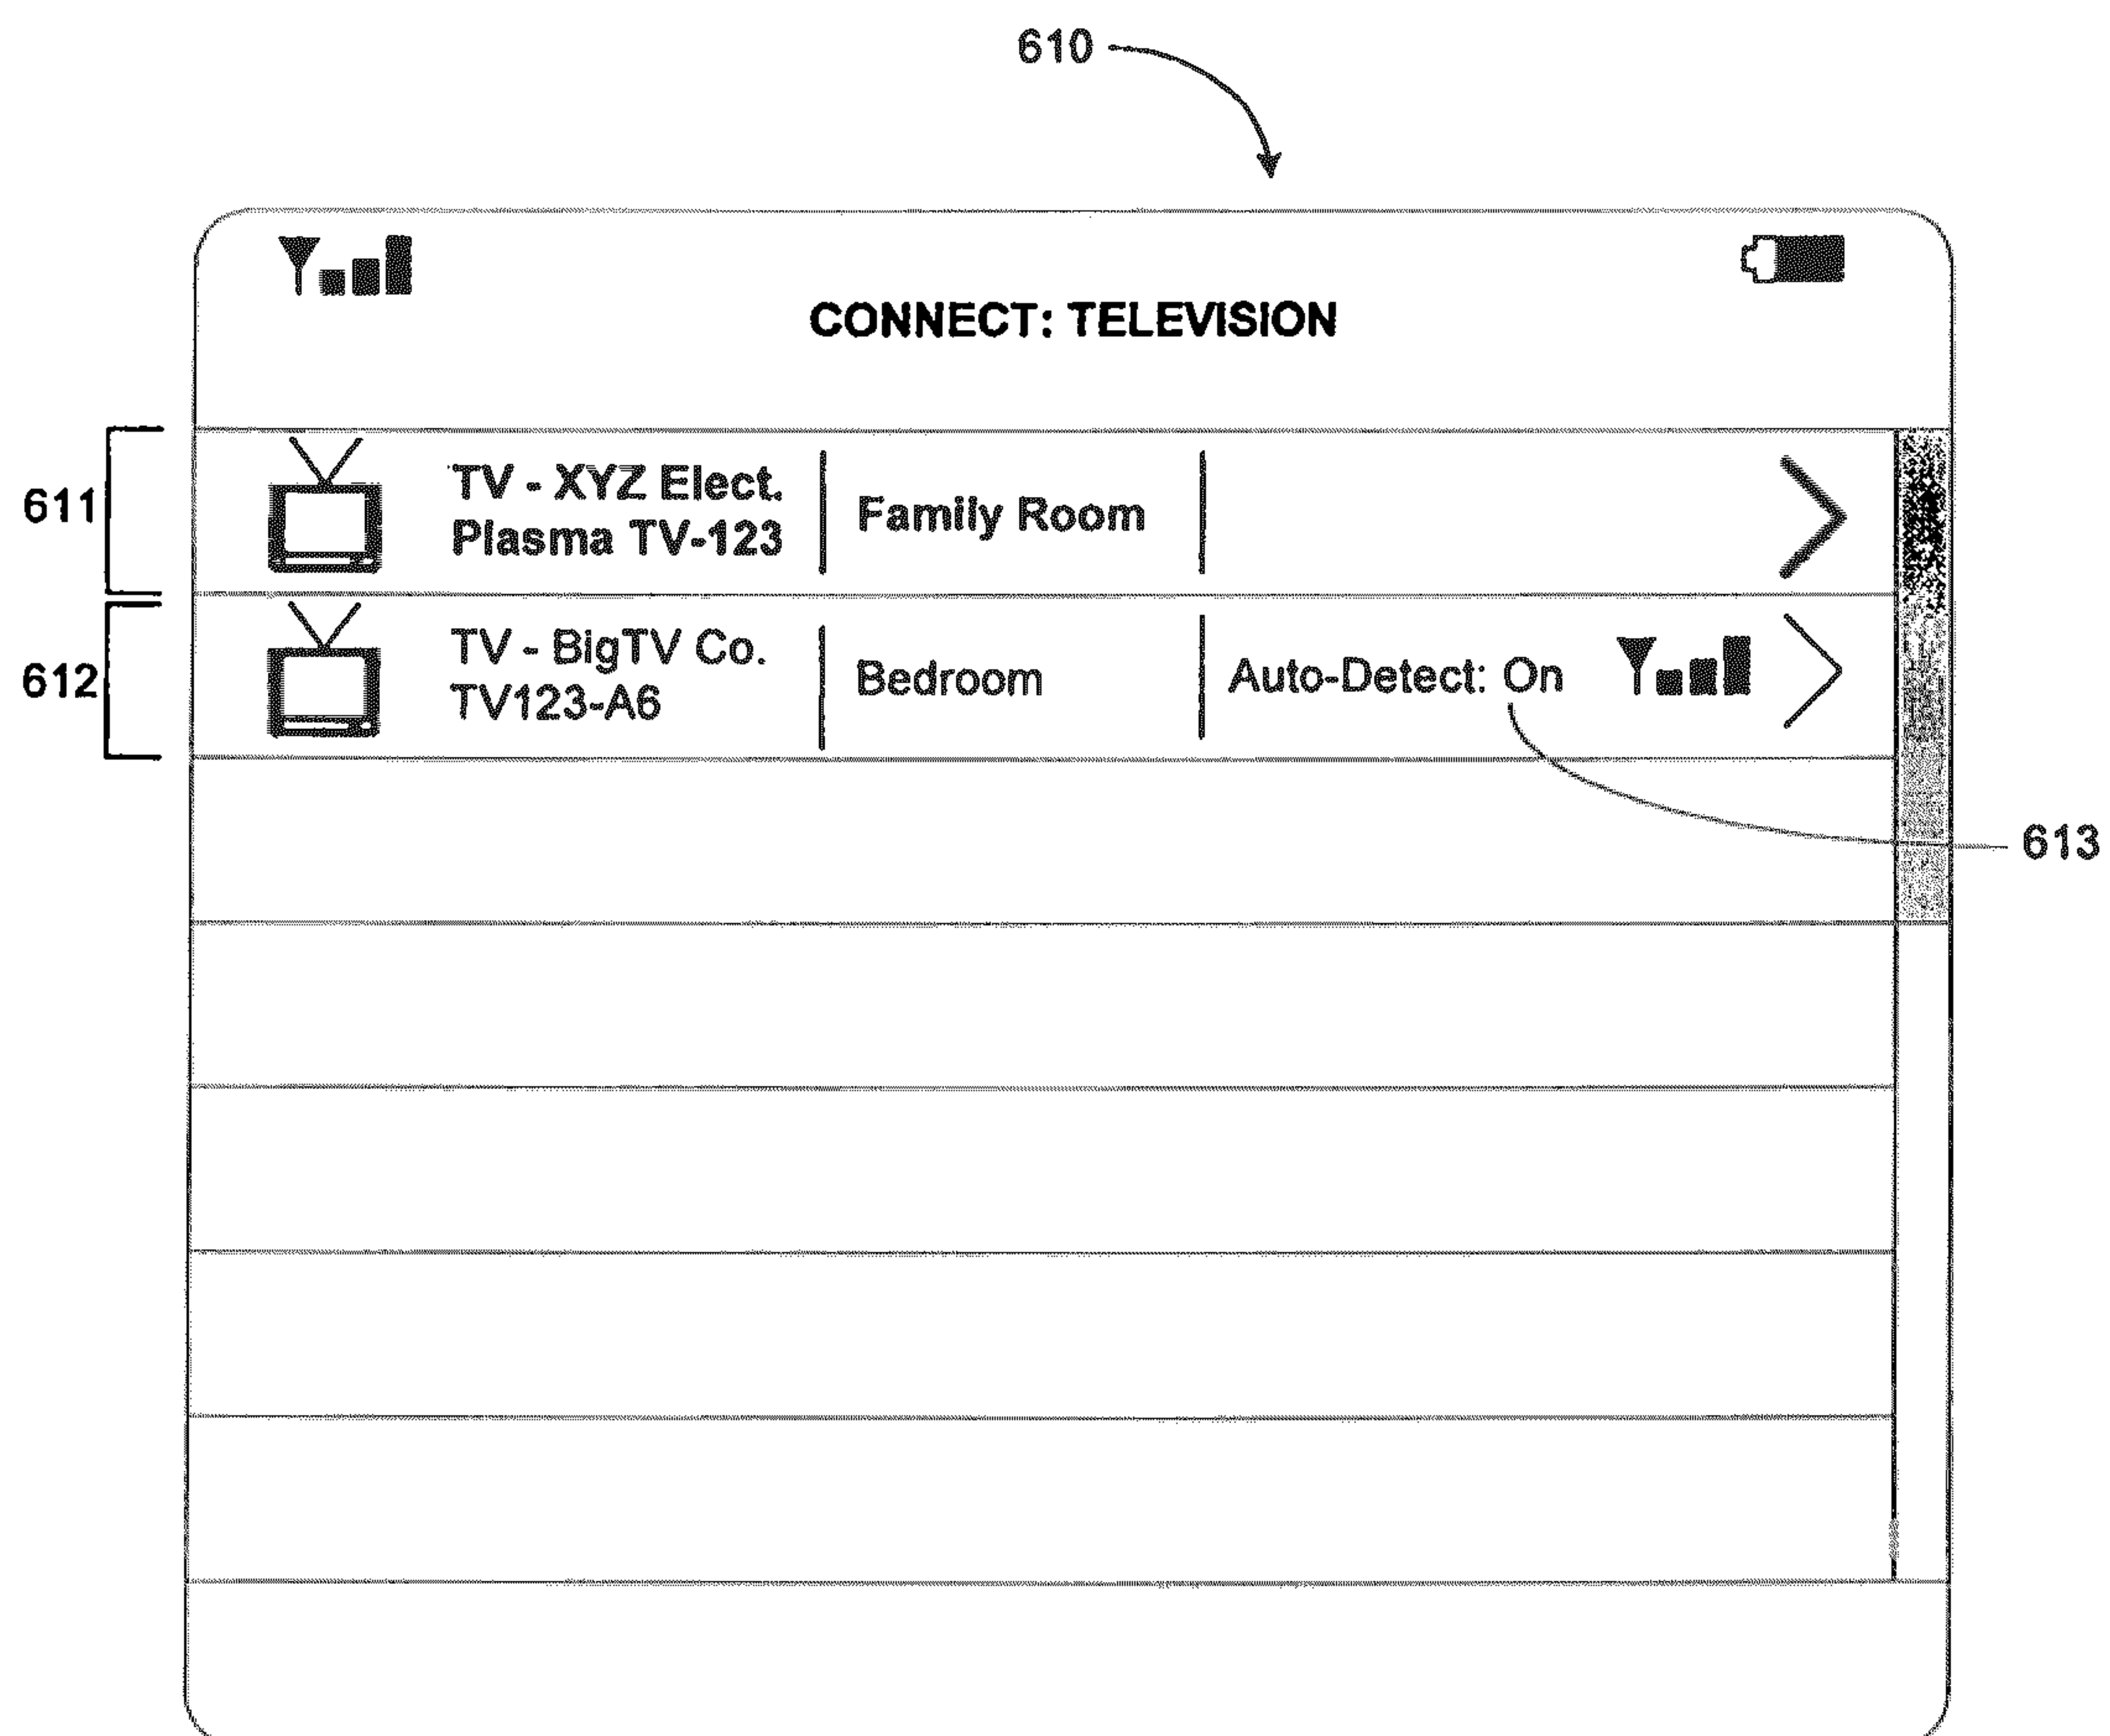 610
CONNECT: TELEVISION
611
TV - XYZ Elect.
Plasma TV-123
Family Room
612
TV - BigTV Co.
TV123-A6
Bedroom
Auto-Detect: On
613